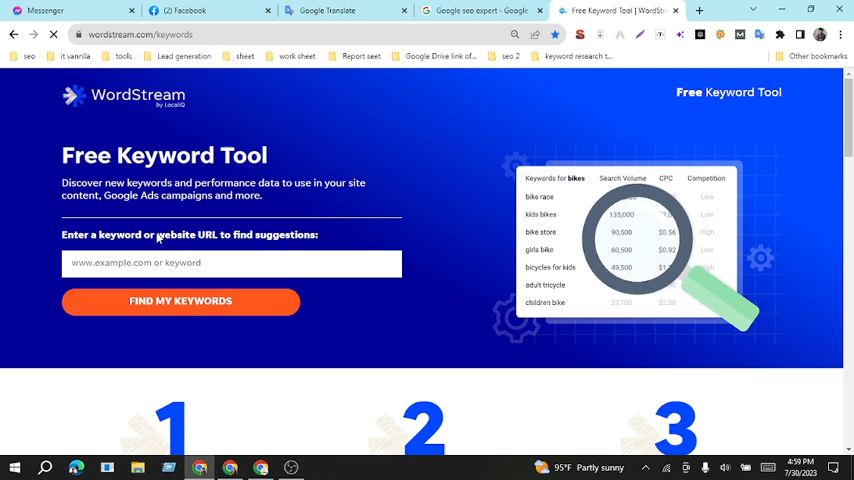 Messenger
(2) Facebook
Google Translate
Google seo expert - Google
Free Keyword Tool | WordStre
wordstream.com/keywords
seo
it vannila
tools
Lead generation
sheet
work sheet
Report seet
Google Drive link of...
seo 2
keyword research t...
Other bookmarks
WordStream
by LocaliQ
Free Keyword Tool
Free Keyword Tool
Discover new keywords and performance data to use in your site
content, Google Ads campaigns and more.
Enter a keyword or website URL to find suggestions:
www.example.com or keyword
FIND MY KEYWORDS
Keywords for bikes Search Volume CPC Competition
bike race Low
kids bikes 135,000 Low
bike store 90,500 $0.56 High
girls bike 60,500 $0.92 Low
bicycles for kids 49,500 Low
adult tricycle
children bike 27,100 $2.58
1
2
3
95°F Partly sunny
4:59 PM
7/30/2023